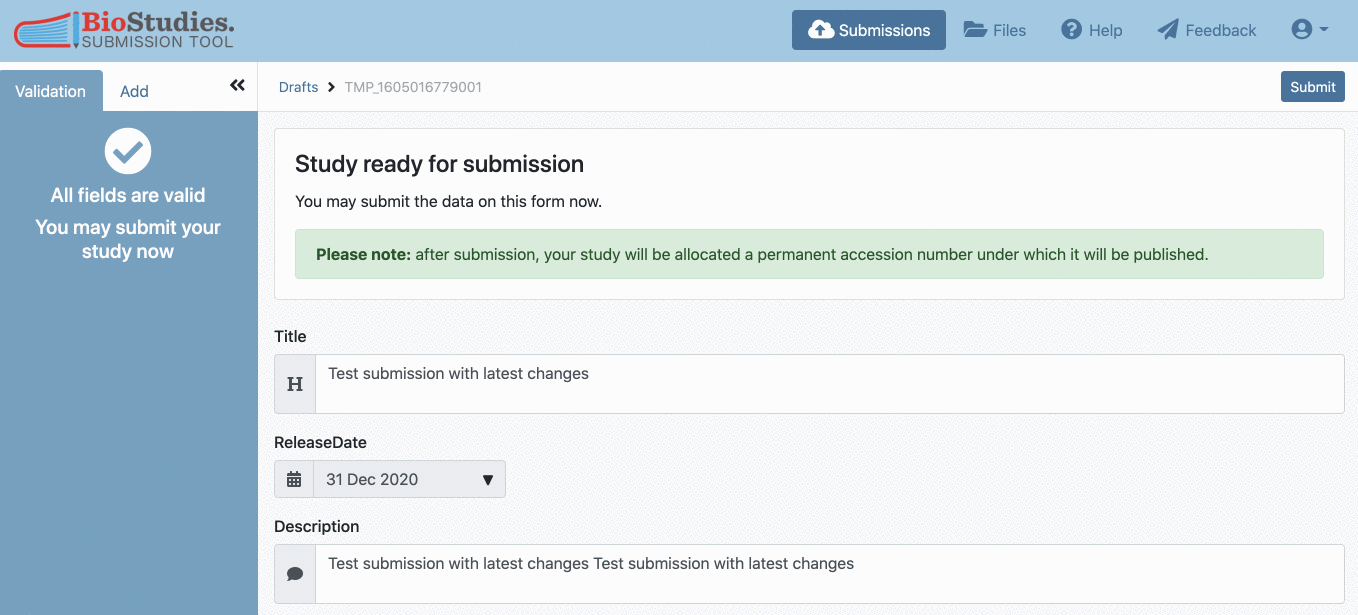 BioStudies.
SUBMISSION TOOL
Submissions
Files
Help
Feedback
Validation
Add
Drafts
TMP_1605016779001
Submit
All fields are valid
You may submit your
study now
Study ready for submission
You may submit the data on this form now.
Please note: after submission, your study will be allocated a permanent accession number under which it will be published.
Title
H
Test submission with latest changes
ReleaseDate
31 Dec 2020
Description
Test submission with latest changes Test submission with latest changes